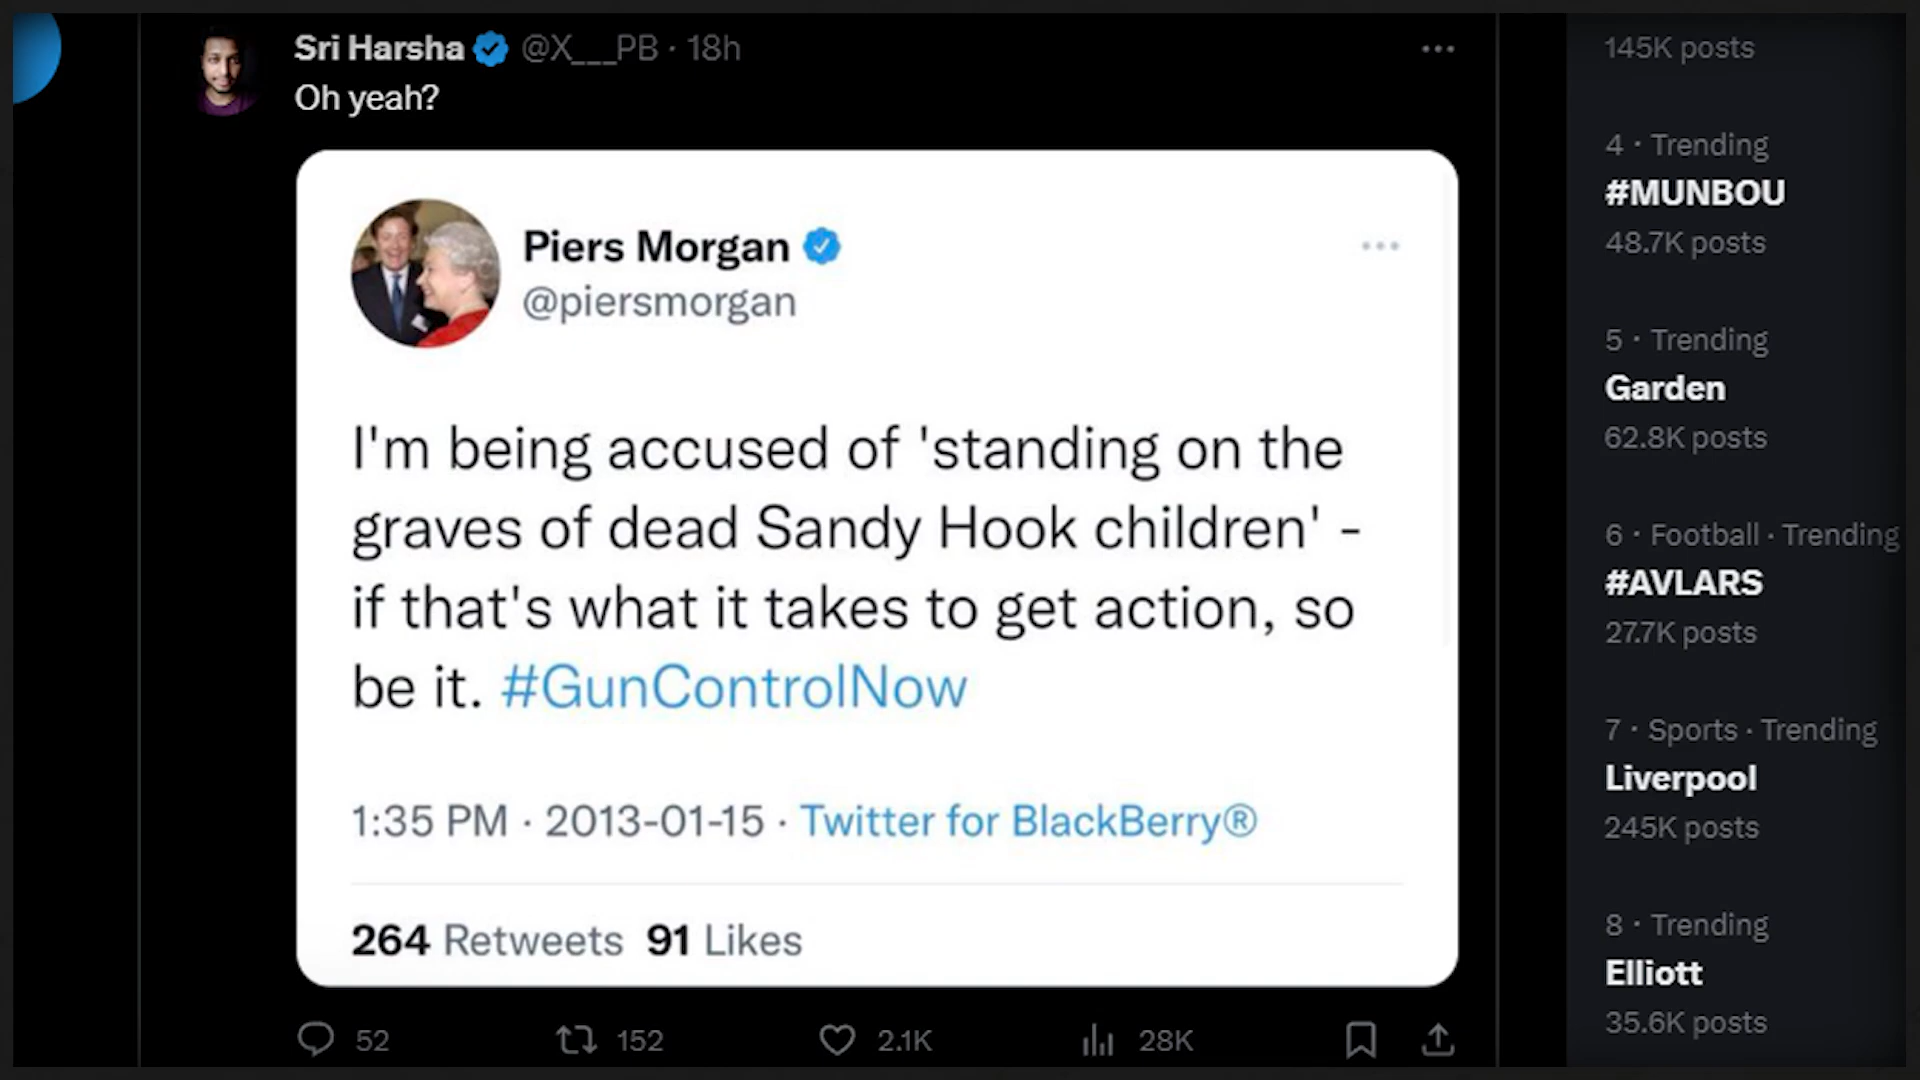 Sri Harsha @X___PB · 18h
Oh yeah?
Piers Morgan
@piersmorgan
I'm being accused of 'standing on the
graves of dead Sandy Hook children' -
if that's what it takes to get action, so
be it. #GunControlNow
1:35 PM · 2013-01-15 · Twitter for BlackBerry®
264 Retweets 91 Likes
52 152 2.1K 28K
145K posts
4 · Trending
#MUNBOU
48.7K posts
5 · Trending
Garden
62.8K posts
6 · Football · Trending
#AVLARS
27.7K posts
7 · Sports · Trending
Liverpool
245K posts
8 · Trending
Elliott
35.6K posts